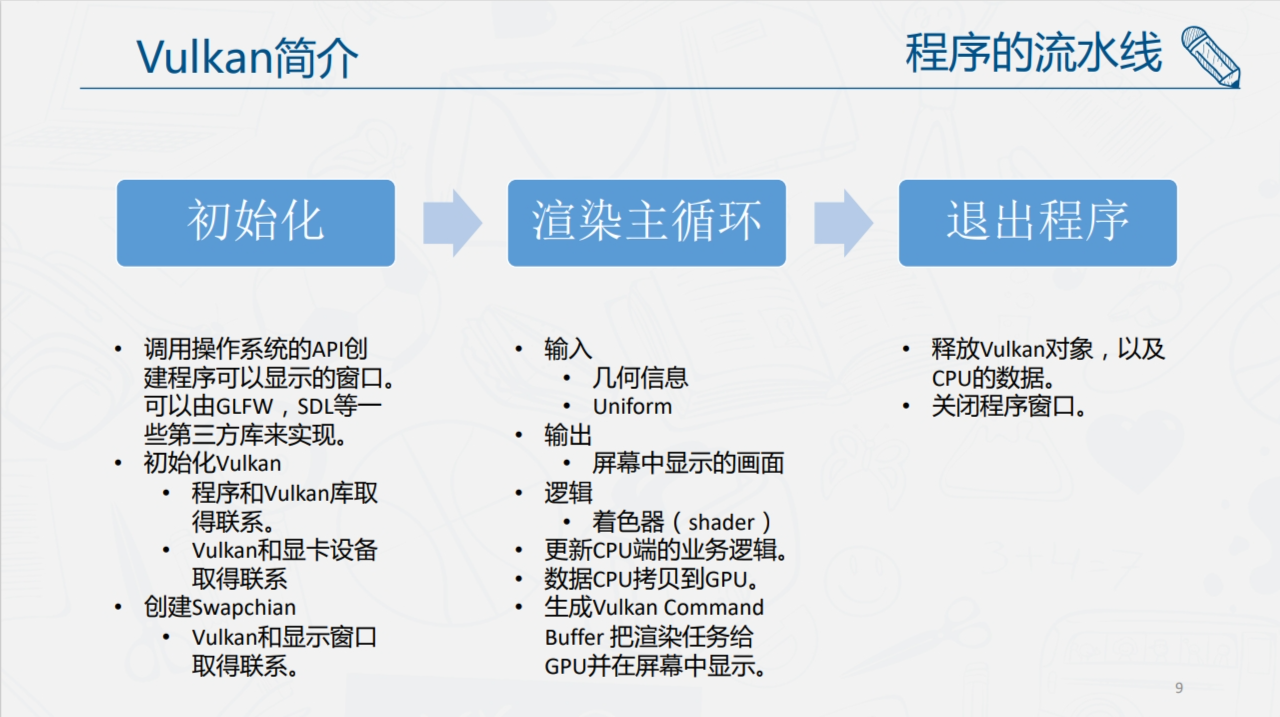 Vulkan简介
程序的流水线
初始化
渲染主循环
退出程序
• 调用操作系统的API创
建程序可以显示的窗口。
可以由GLFW，SDL等一
些第三方库来实现。
• 初始化Vulkan
• 程序和Vulkan库取
得联系。
• Vulkan和显卡设备
取得联系
• 创建Swapchian
• Vulkan和显示窗口
取得联系。
• 输入
• 几何信息
• Uniform
• 输出
• 屏幕中显示的画面
• 逻辑
• 着色器（shader）
• 更新CPU端的业务逻辑。
• 数据CPU拷贝到GPU。
• 生成Vulkan Command
Buffer 把渲染任务给
GPU并在屏幕中显示。
• 释放Vulkan对象，以及
CPU的数据。
• 关闭程序窗口。
9